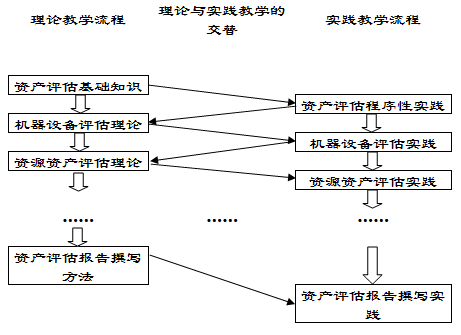 理论教学流程
理论与实践教学的
交替
实践教学流程
资产评估基础知识
资产评估程序性实践
机器设备评估理论
机器设备评估实践
资源资产评估理论
资源资产评估实践
……
……
……
资产评估报告撰写
方法
资产评估报告撰写实
践